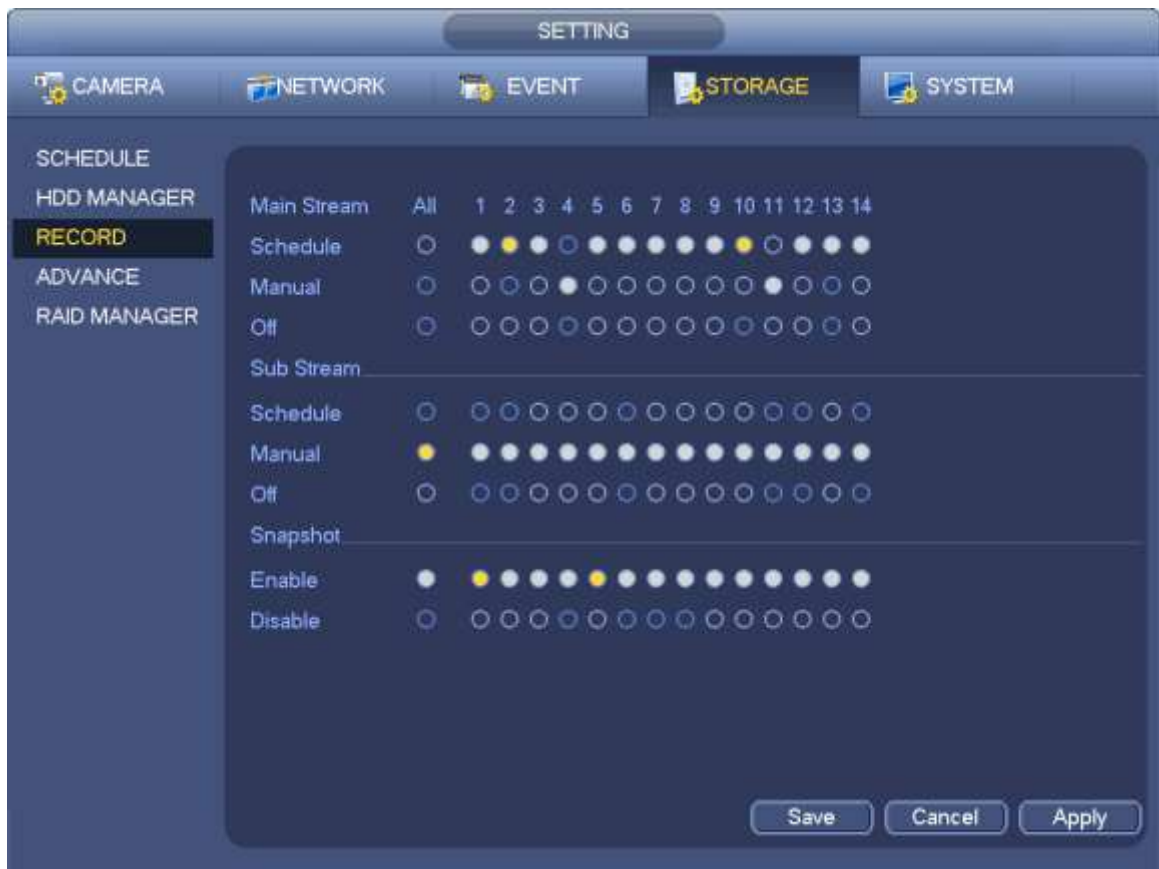 SETTING
CAMERA NETWORK EVENT STORAGE SYSTEM
SCHEDULE
HDD MANAGER
RECORD
ADVANCE
RAID MANAGER
Main Stream All 1 2 3 4 5 6 7 8 9 10 11 12 13 14
Schedule
Manual
Off
Sub Stream
Schedule
Manual
Off
Snapshot
Enable
Disable
Save Cancel Apply